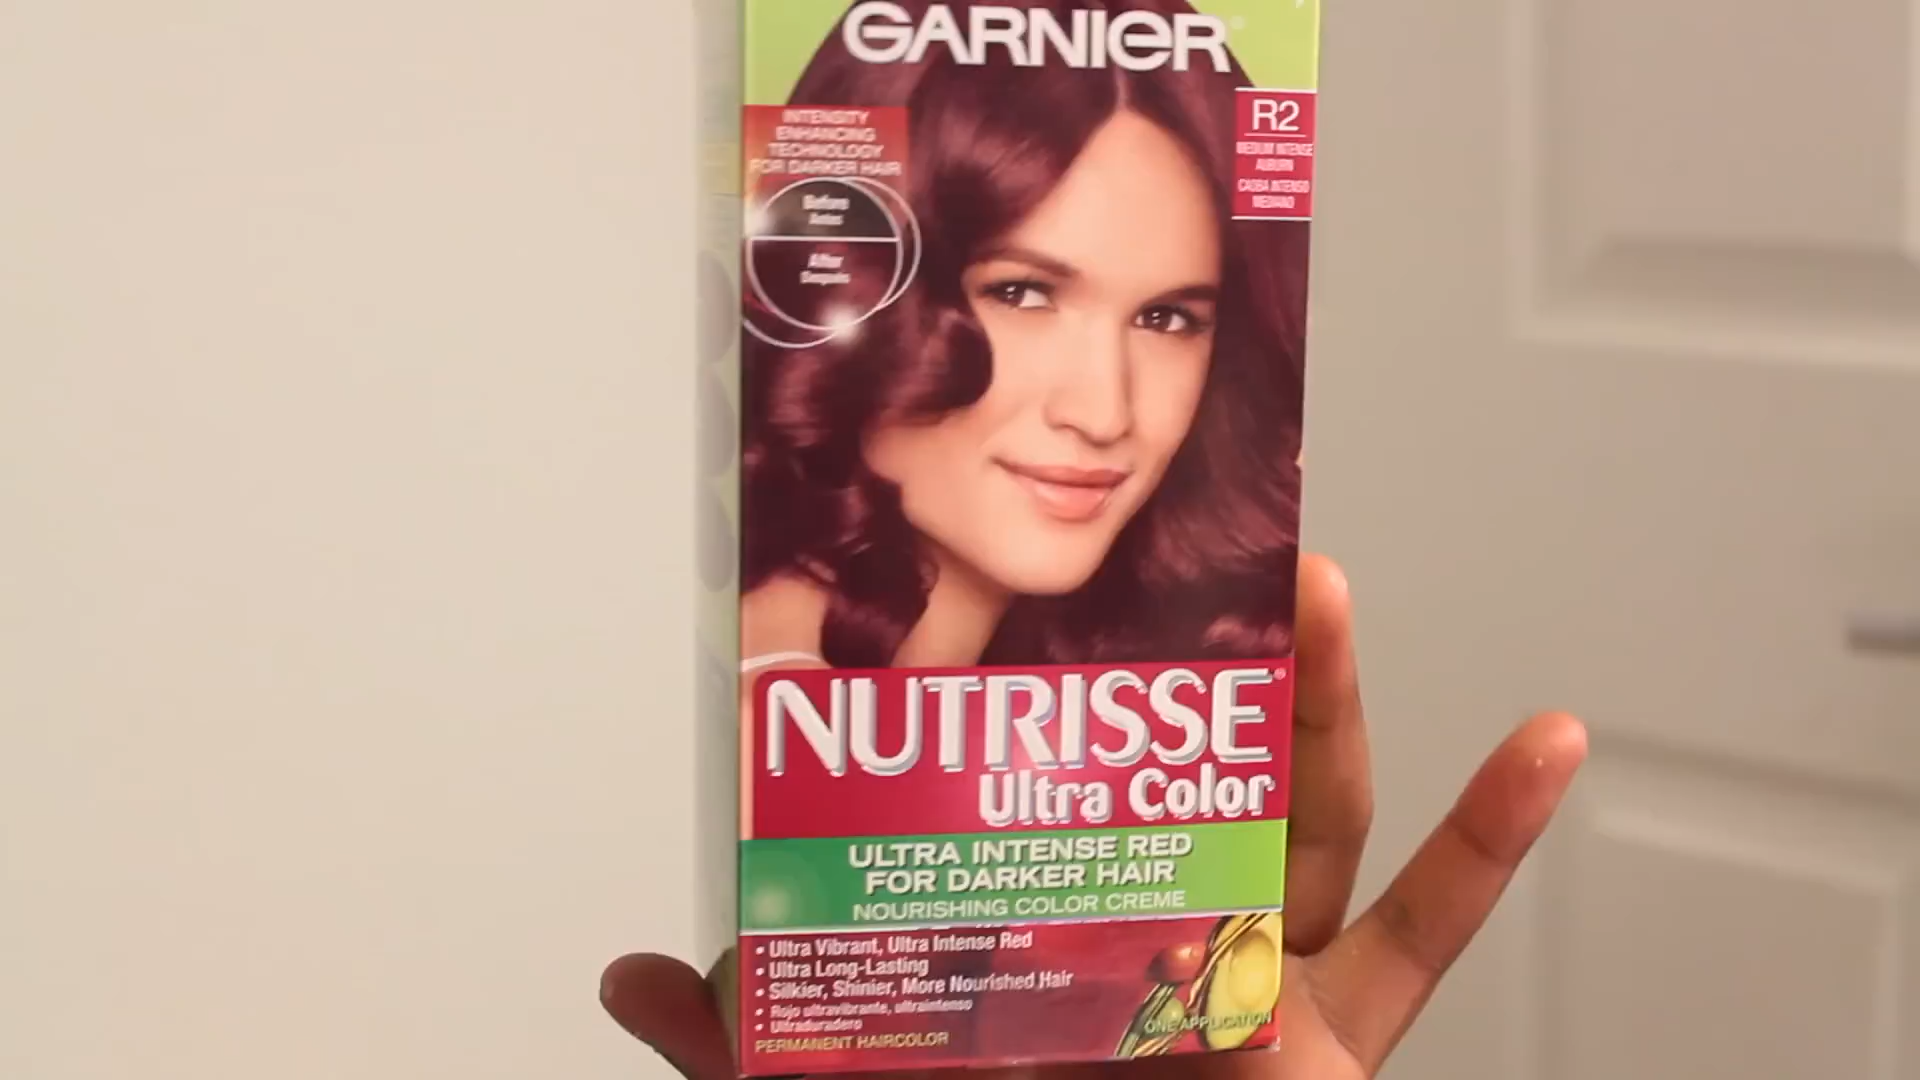 GARNIER
INTENSITY
ENHANCING
TECHNOLOGY
FOR DARKER HAIR
Before
Antes
After
Después
R2
MEDIUM INTENSE
AUBURN
CAOBA INTENSO
MEDIANO
NUTRISSE®
Ultra Color
ULTRA INTENSE RED
FOR DARKER HAIR
NOURISHING COLOR CREME
• Ultra Vibrant, Ultra Intense Red
• Ultra Long-Lasting
• Silkier, Shinier, More Nourished Hair
• Rojo ultravibrante, ultraintenso
• Ultraduradero
PERMANENT HAIRCOLOR
ONE APPLICATION